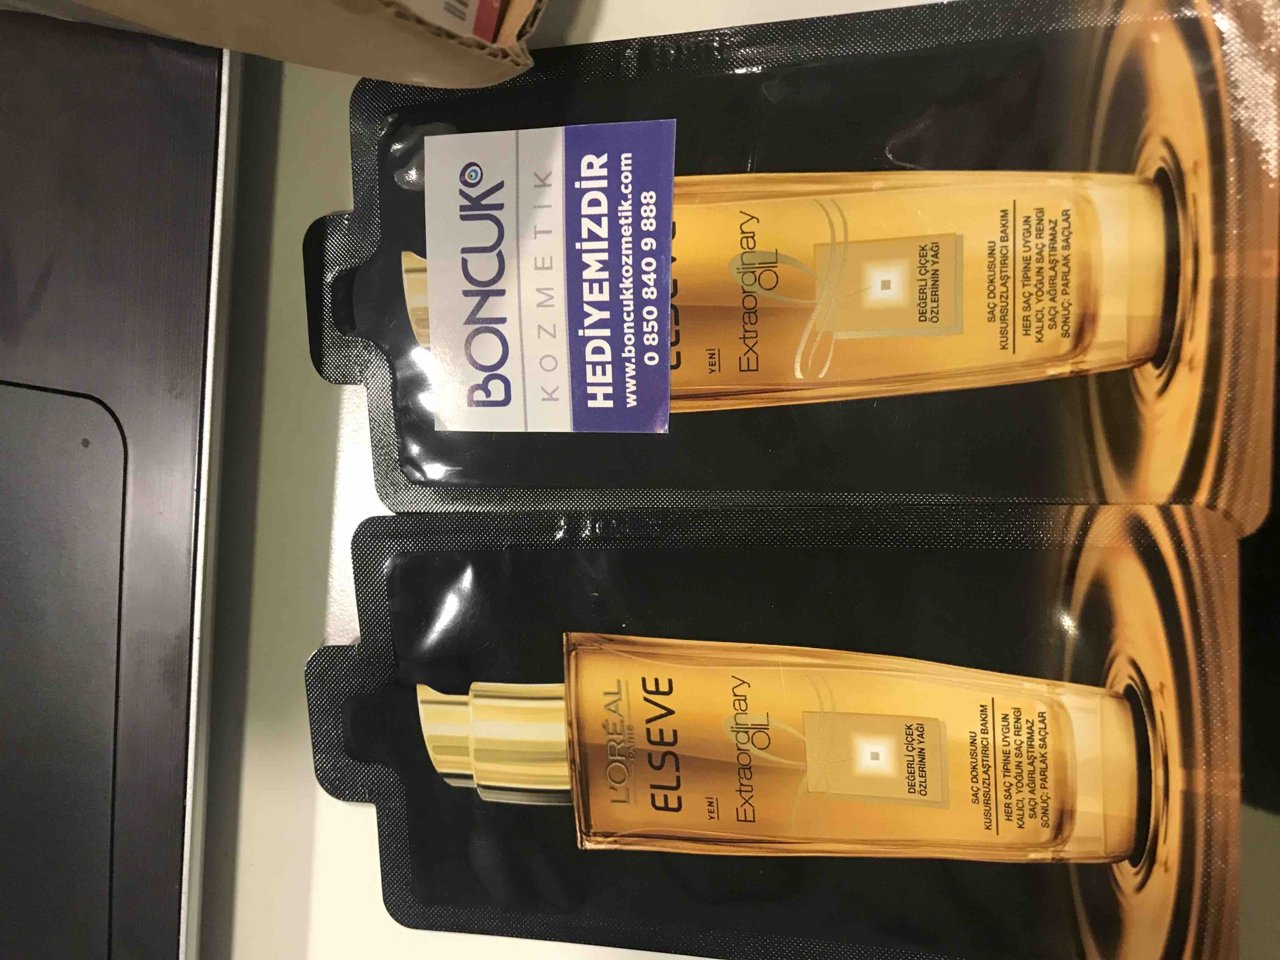 BONCUK
KOZMETİK
HEDİYEMİZDİR
www.boncukkozmetik.com
0 850 840 9 888
YENİ
Extraordinary
OIL
DEĞERLİ ÇİÇEK
ÖZLERİNİN YAĞI
SAÇ DOKUSUNU
KUSURSUZLAŞTIRICI BAKIM
HER SAÇ TİPİNE UYGUN
KALICI, YOĞUN SAÇ RENGİ
SAÇI AĞIRLAŞTIRMAZ
SONUÇ: PARLAK SAÇLAR
L'ORÉAL
PARIS
ELSEVE
YENİ
Extraordinary
OIL
DEĞERLİ ÇİÇEK
ÖZLERİNİN YAĞI
SAÇ DOKUSUNU
KUSURSUZLAŞTIRICI BAKIM
HER SAÇ TİPİNE UYGUN
KALICI, YOĞUN SAÇ RENGİ
SAÇI AĞIRLAŞTIRMAZ
SONUÇ: PARLAK SAÇLAR